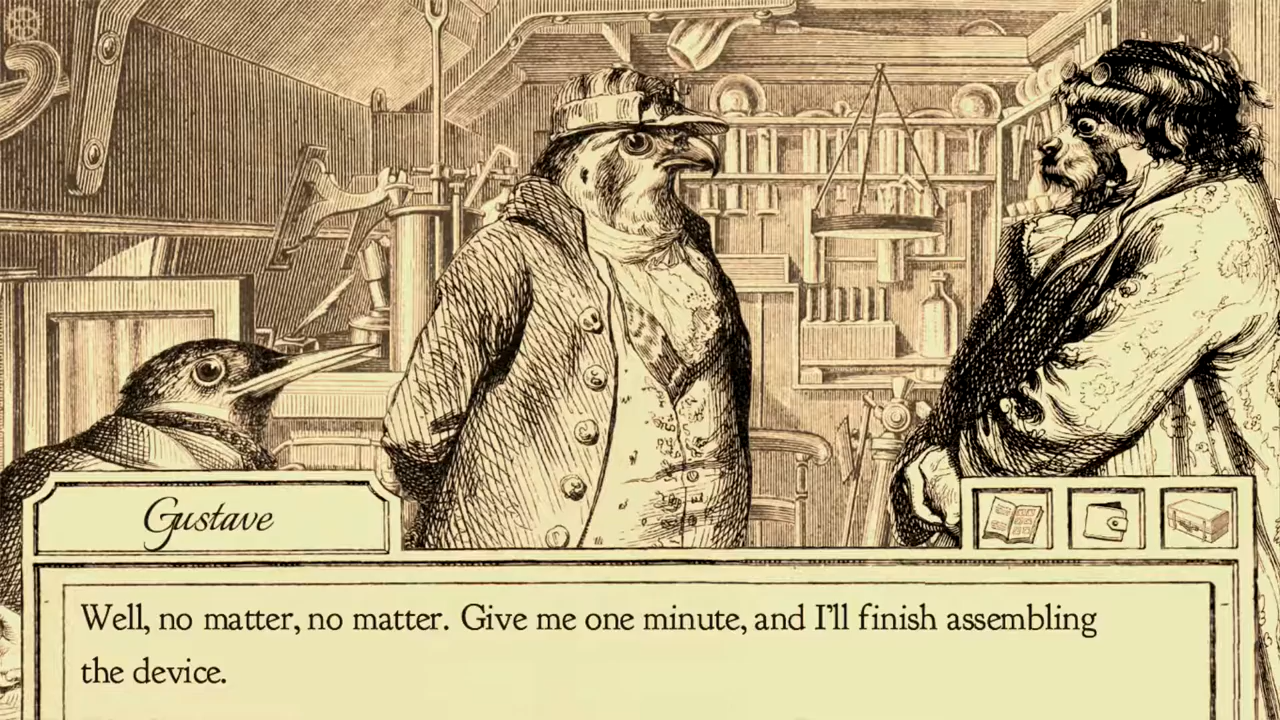 Gustave
Well, no matter, no matter. Give me one minute, and I'll finish assembling
the device.